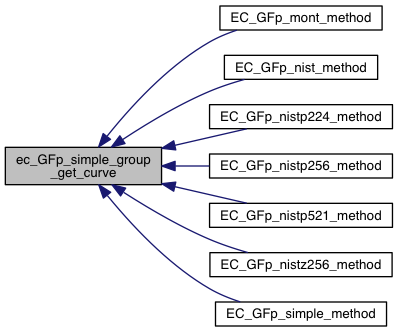 EC_GFp_mont_method
EC_GFp_nist_method
EC_GFp_nistp224_method
ec_GFp_simple_group
_get_curve
EC_GFp_nistp256_method
EC_GFp_nistp521_method
EC_GFp_nistz256_method
EC_GFp_simple_method